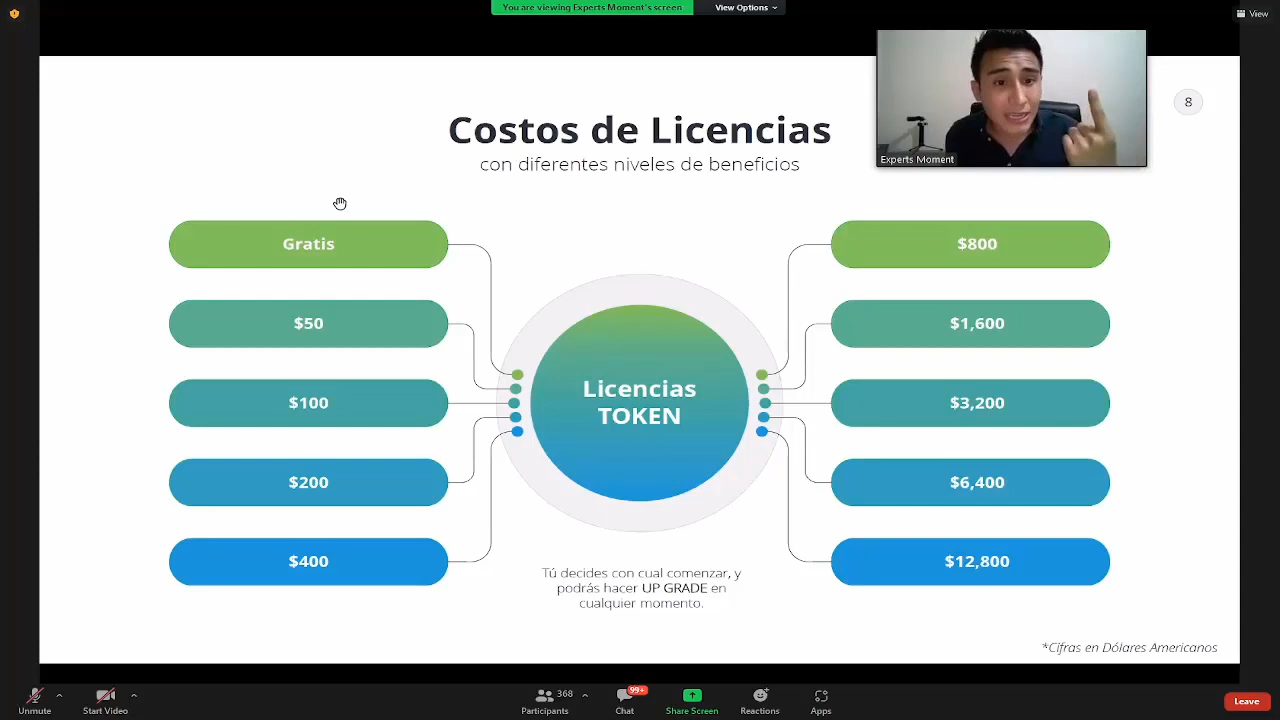 You are viewing Experts Moment's screen
View Options
View
Experts Moment
8
Costos de Licencias
con diferentes niveles de beneficios
Gratis
$50
$100
$200
$400
Licencias
TOKEN
$800
$1,600
$3,200
$6,400
$12,800
Tú decides con cual comenzar, y
podrás hacer UP GRADE en
cualquier momento.
*Cifras en Dólares Americanos
Unmute
Start Video
368
Participants
99+
Chat
Share Screen
Reactions
Apps
Leave